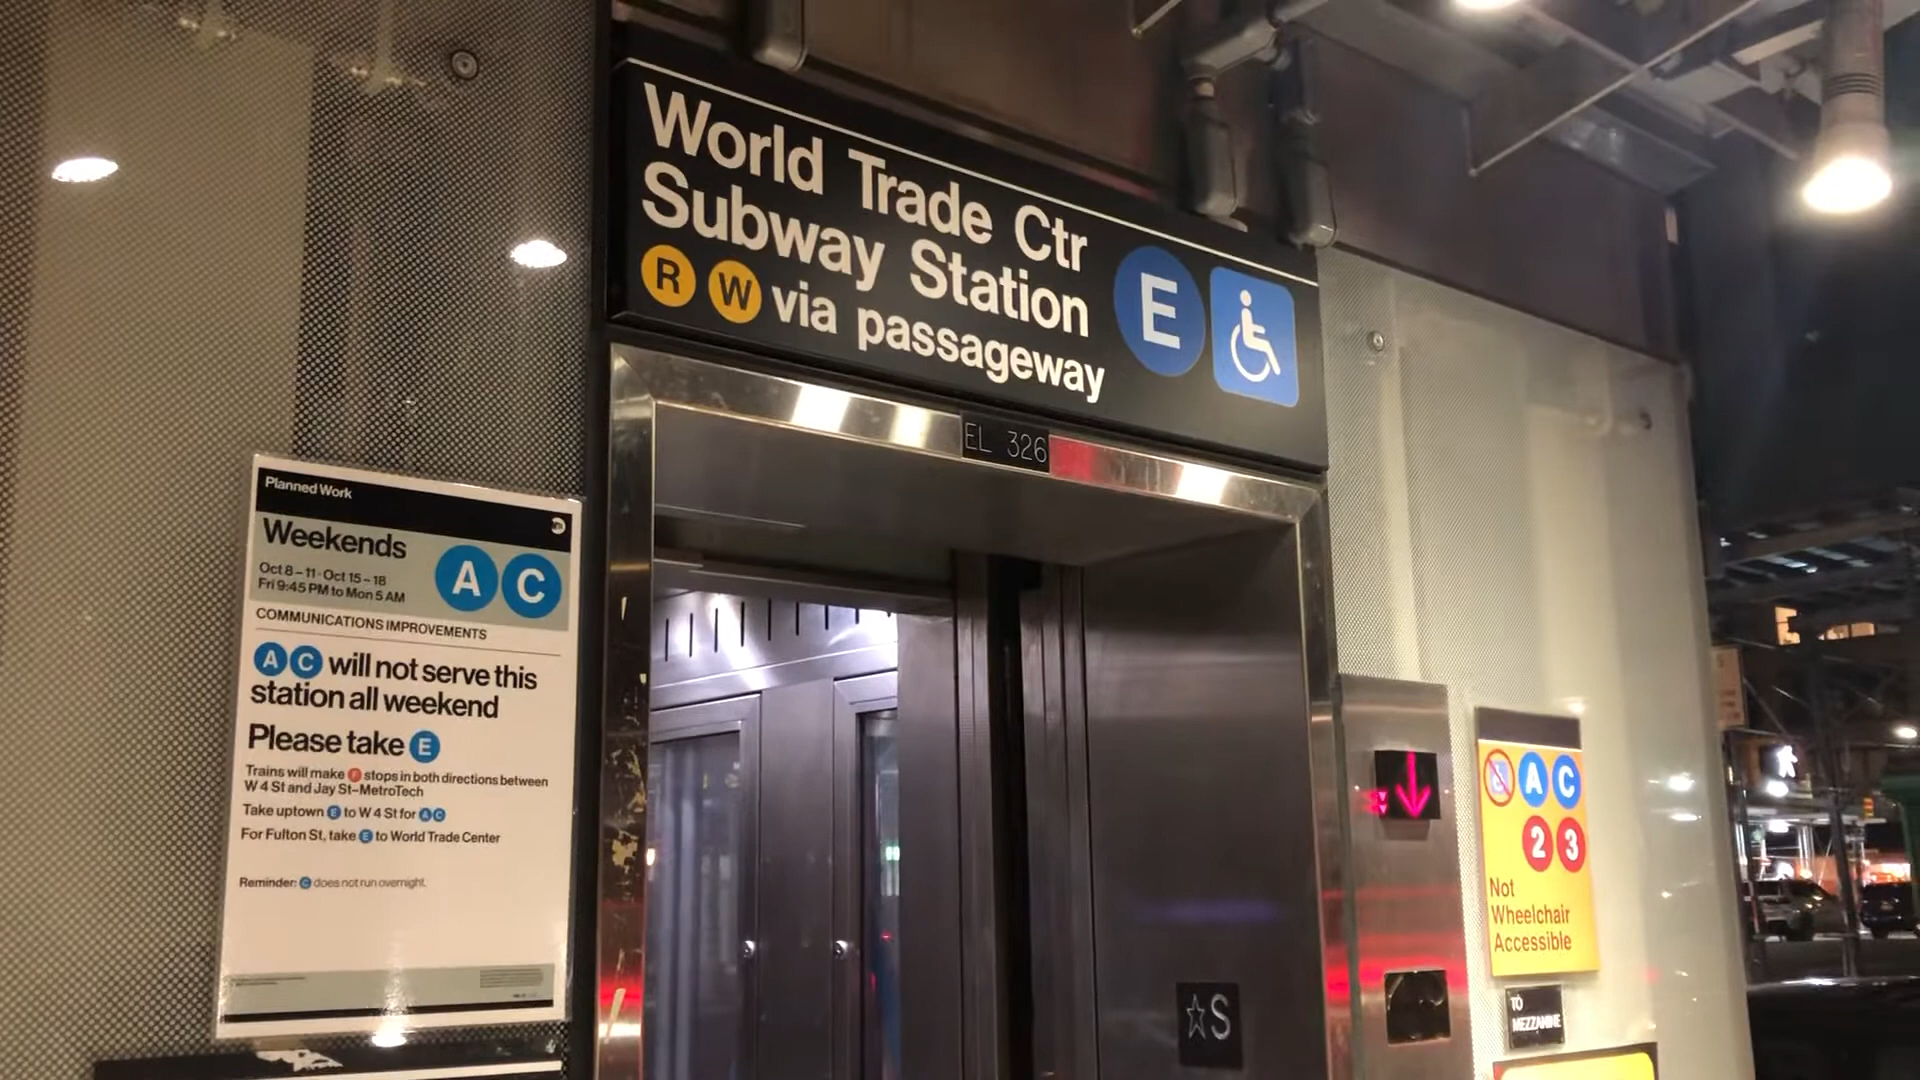 World Trade Ctr
Subway Station
R W via passageway
E
EL 326
Planned Work
Weekends
Oct 8 – 11 · Oct 15 – 18
Fri 9:45 PM to Mon 5 AM
A C
COMMUNICATIONS IMPROVEMENTS
A C will not serve this
station all weekend
Please take E
Trains will make F stops in both directions between
W 4 St and Jay St–MetroTech
Take uptown E to W 4 St for A C
For Fulton St, take E to World Trade Center
Reminder: C does not run overnight.
☆S
A C
2 3
Not
Wheelchair
Accessible
TO
MEZZANINE